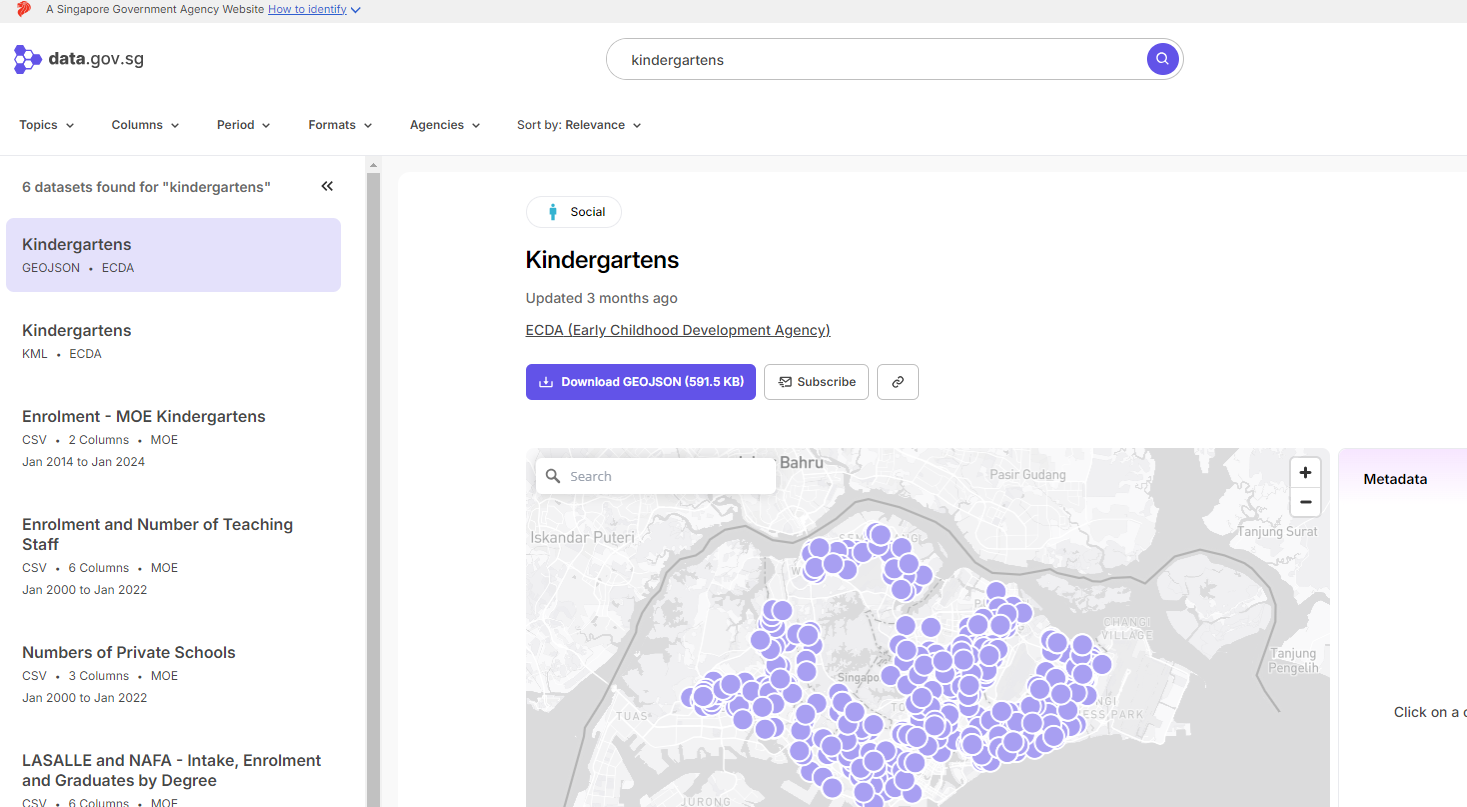 A Singapore Government Agency Website How to identify
data.gov.sg
kindergartens
Topics
Columns
Period
Formats
Agencies
Sort by: Relevance
6 datasets found for "kindergartens"
Kindergartens
GEOJSON • ECDA
Kindergartens
KML • ECDA
Enrolment - MOE Kindergartens
CSV • 2 Columns • MOE
Jan 2014 to Jan 2024
Enrolment and Number of Teaching
Staff
CSV • 6 Columns • MOE
Jan 2000 to Jan 2022
Numbers of Private Schools
CSV • 3 Columns • MOE
Jan 2000 to Jan 2022
LASALLE and NAFA - Intake, Enrolment
and Graduates by Degree
CSV • 6 Columns • MOE
Social
Kindergartens
Updated 3 months ago
ECDA (Early Childhood Development Agency)
Download GEOJSON (591.5 KB)
Subscribe
Search
Bahru
Pasir Gudang
+
−
Iskandar Puteri
Tanjung Surat
CHANGI
VILLAGE
Tanjung
Pengelih
Singapo
TUAS
ESS PARK
JURONG
Metadata
Click on a